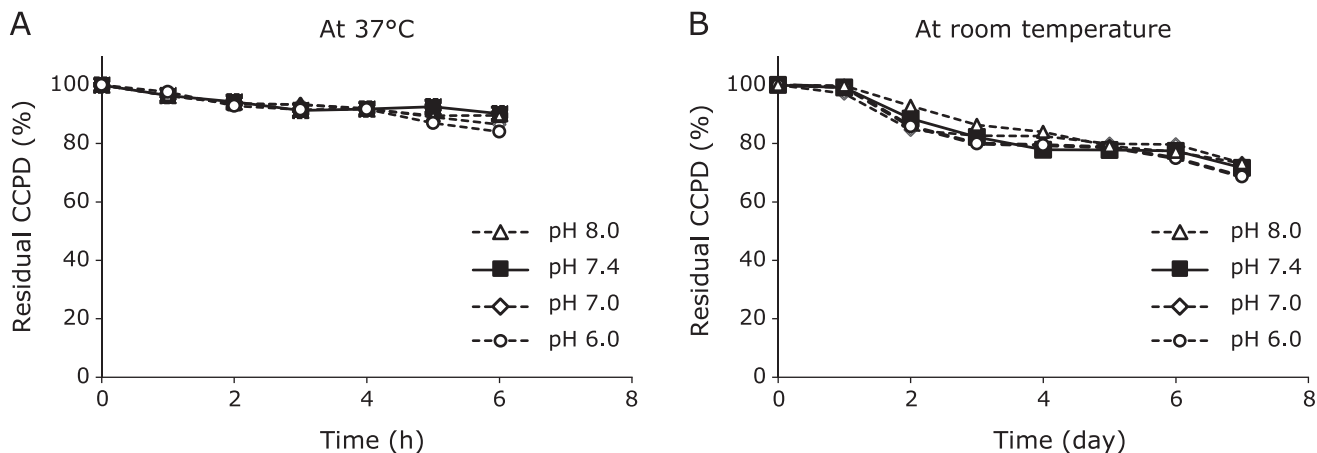 A
At 37°C
Residual CCPD (%)
100
80
60
40
20
0
pH 8.0
pH 7.4
pH 7.0
pH 6.0
0 2 4 6 8
Time (h)
B
At room temperature
Residual CCPD (%)
100
80
60
40
20
0
pH 8.0
pH 7.4
pH 7.0
pH 6.0
0 2 4 6 8
Time (day)